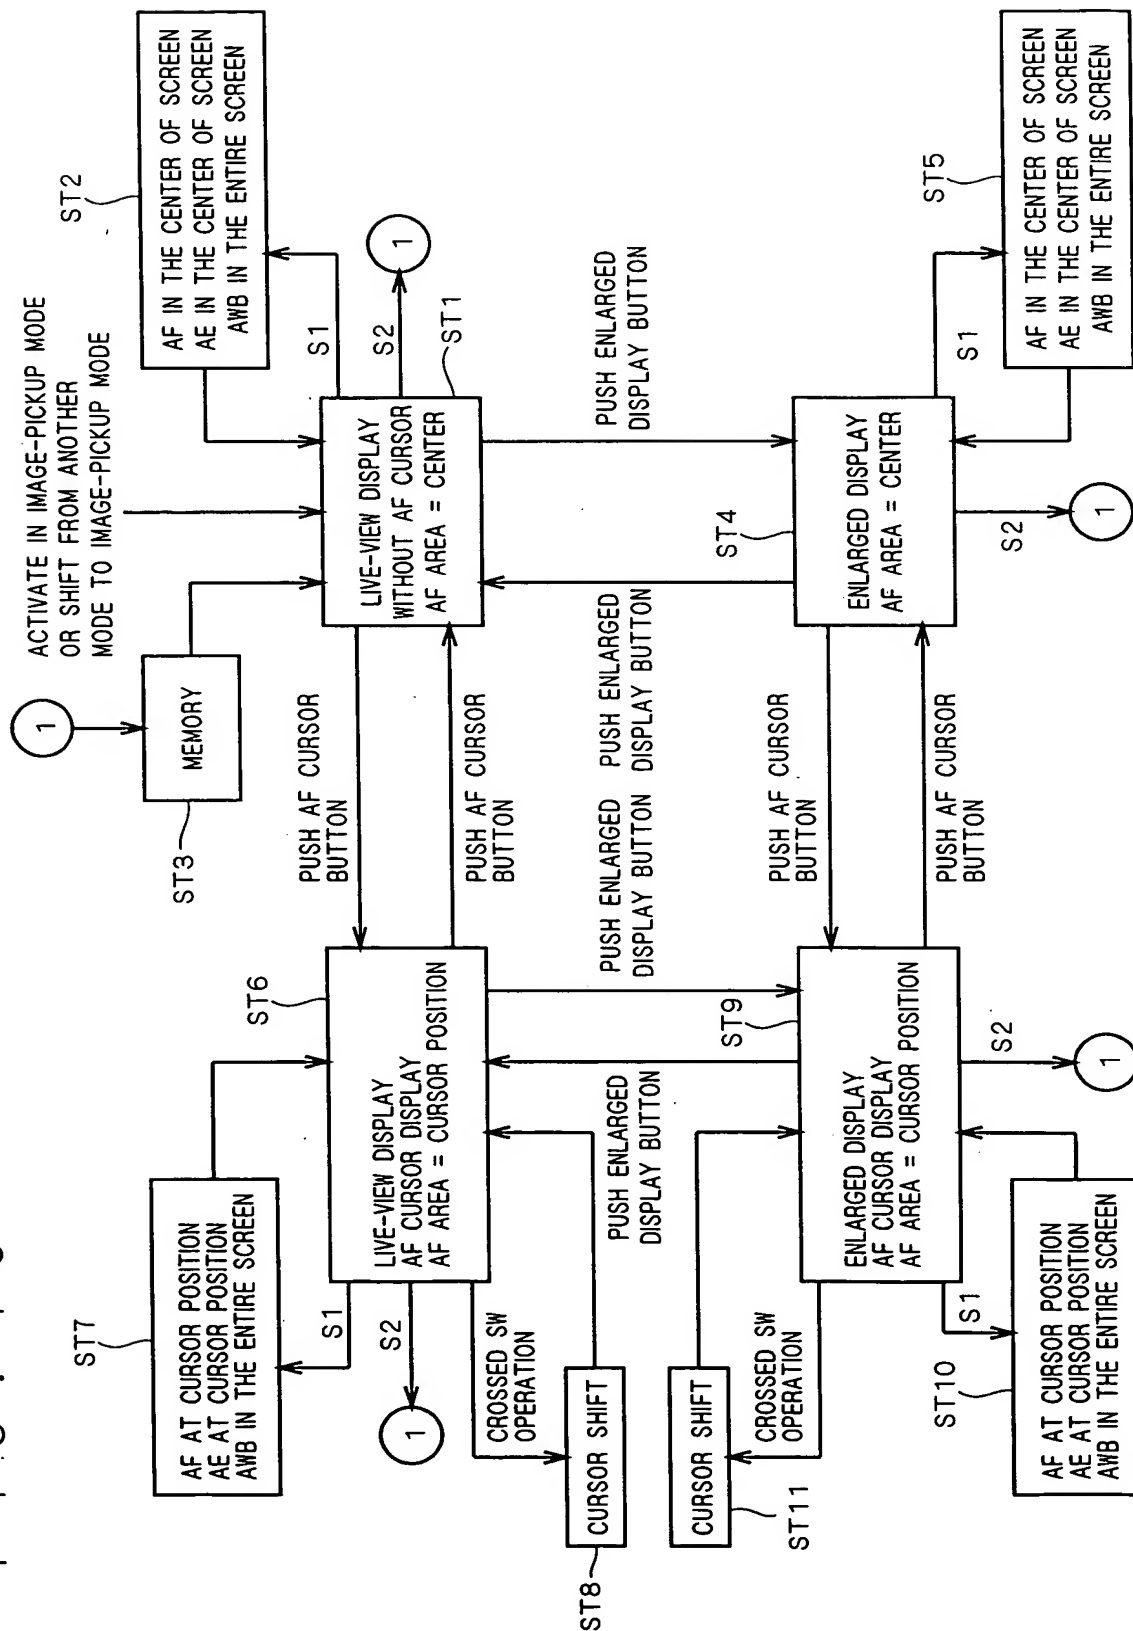 1
ACTIVATE IN IMAGE-PICKUP MODE
OR SHIFT FROM ANOTHER
MODE TO IMAGE-PICKUP MODE
ST7
ST2
AF AT CURSOR POSITION
AE AT CURSOR POSITION
AWB IN THE ENTIRE SCREEN
ST3
MEMORY
AF IN THE CENTER OF SCREEN
AE IN THE CENTER OF SCREEN
AWB IN THE ENTIRE SCREEN
ST6
PUSH AF CURSOR
BUTTON
S1
S1
S2
1
LIVE-VIEW DISPLAY
AF CURSOR DISPLAY
AF AREA = CURSOR POSITION
LIVE-VIEW DISPLAY
WITHOUT AF CURSOR
AF AREA = CENTER
S2
1
ST1
CROSSED SW
OPERATION
PUSH AF CURSOR
BUTTON
ST8
CURSOR SHIFT
PUSH ENLARGED
DISPLAY BUTTON
PUSH ENLARGED
DISPLAY BUTTON
PUSH ENLARGED
DISPLAY BUTTON
PUSH ENLARGED
DISPLAY BUTTON
CURSOR SHIFT
ST11
CROSSED SW
OPERATION
ST9
PUSH AF CURSOR
BUTTON
ST4
ENLARGED DISPLAY
AF CURSOR DISPLAY
AF AREA = CURSOR POSITION
ENLARGED DISPLAY
AF AREA = CENTER
ST10
S1
S2
1
PUSH AF CURSOR
BUTTON
S2
1
S1
ST5
AF AT CURSOR POSITION
AE AT CURSOR POSITION
AWB IN THE ENTIRE SCREEN
AF IN THE CENTER OF SCREEN
AE IN THE CENTER OF SCREEN
AWB IN THE ENTIRE SCREEN